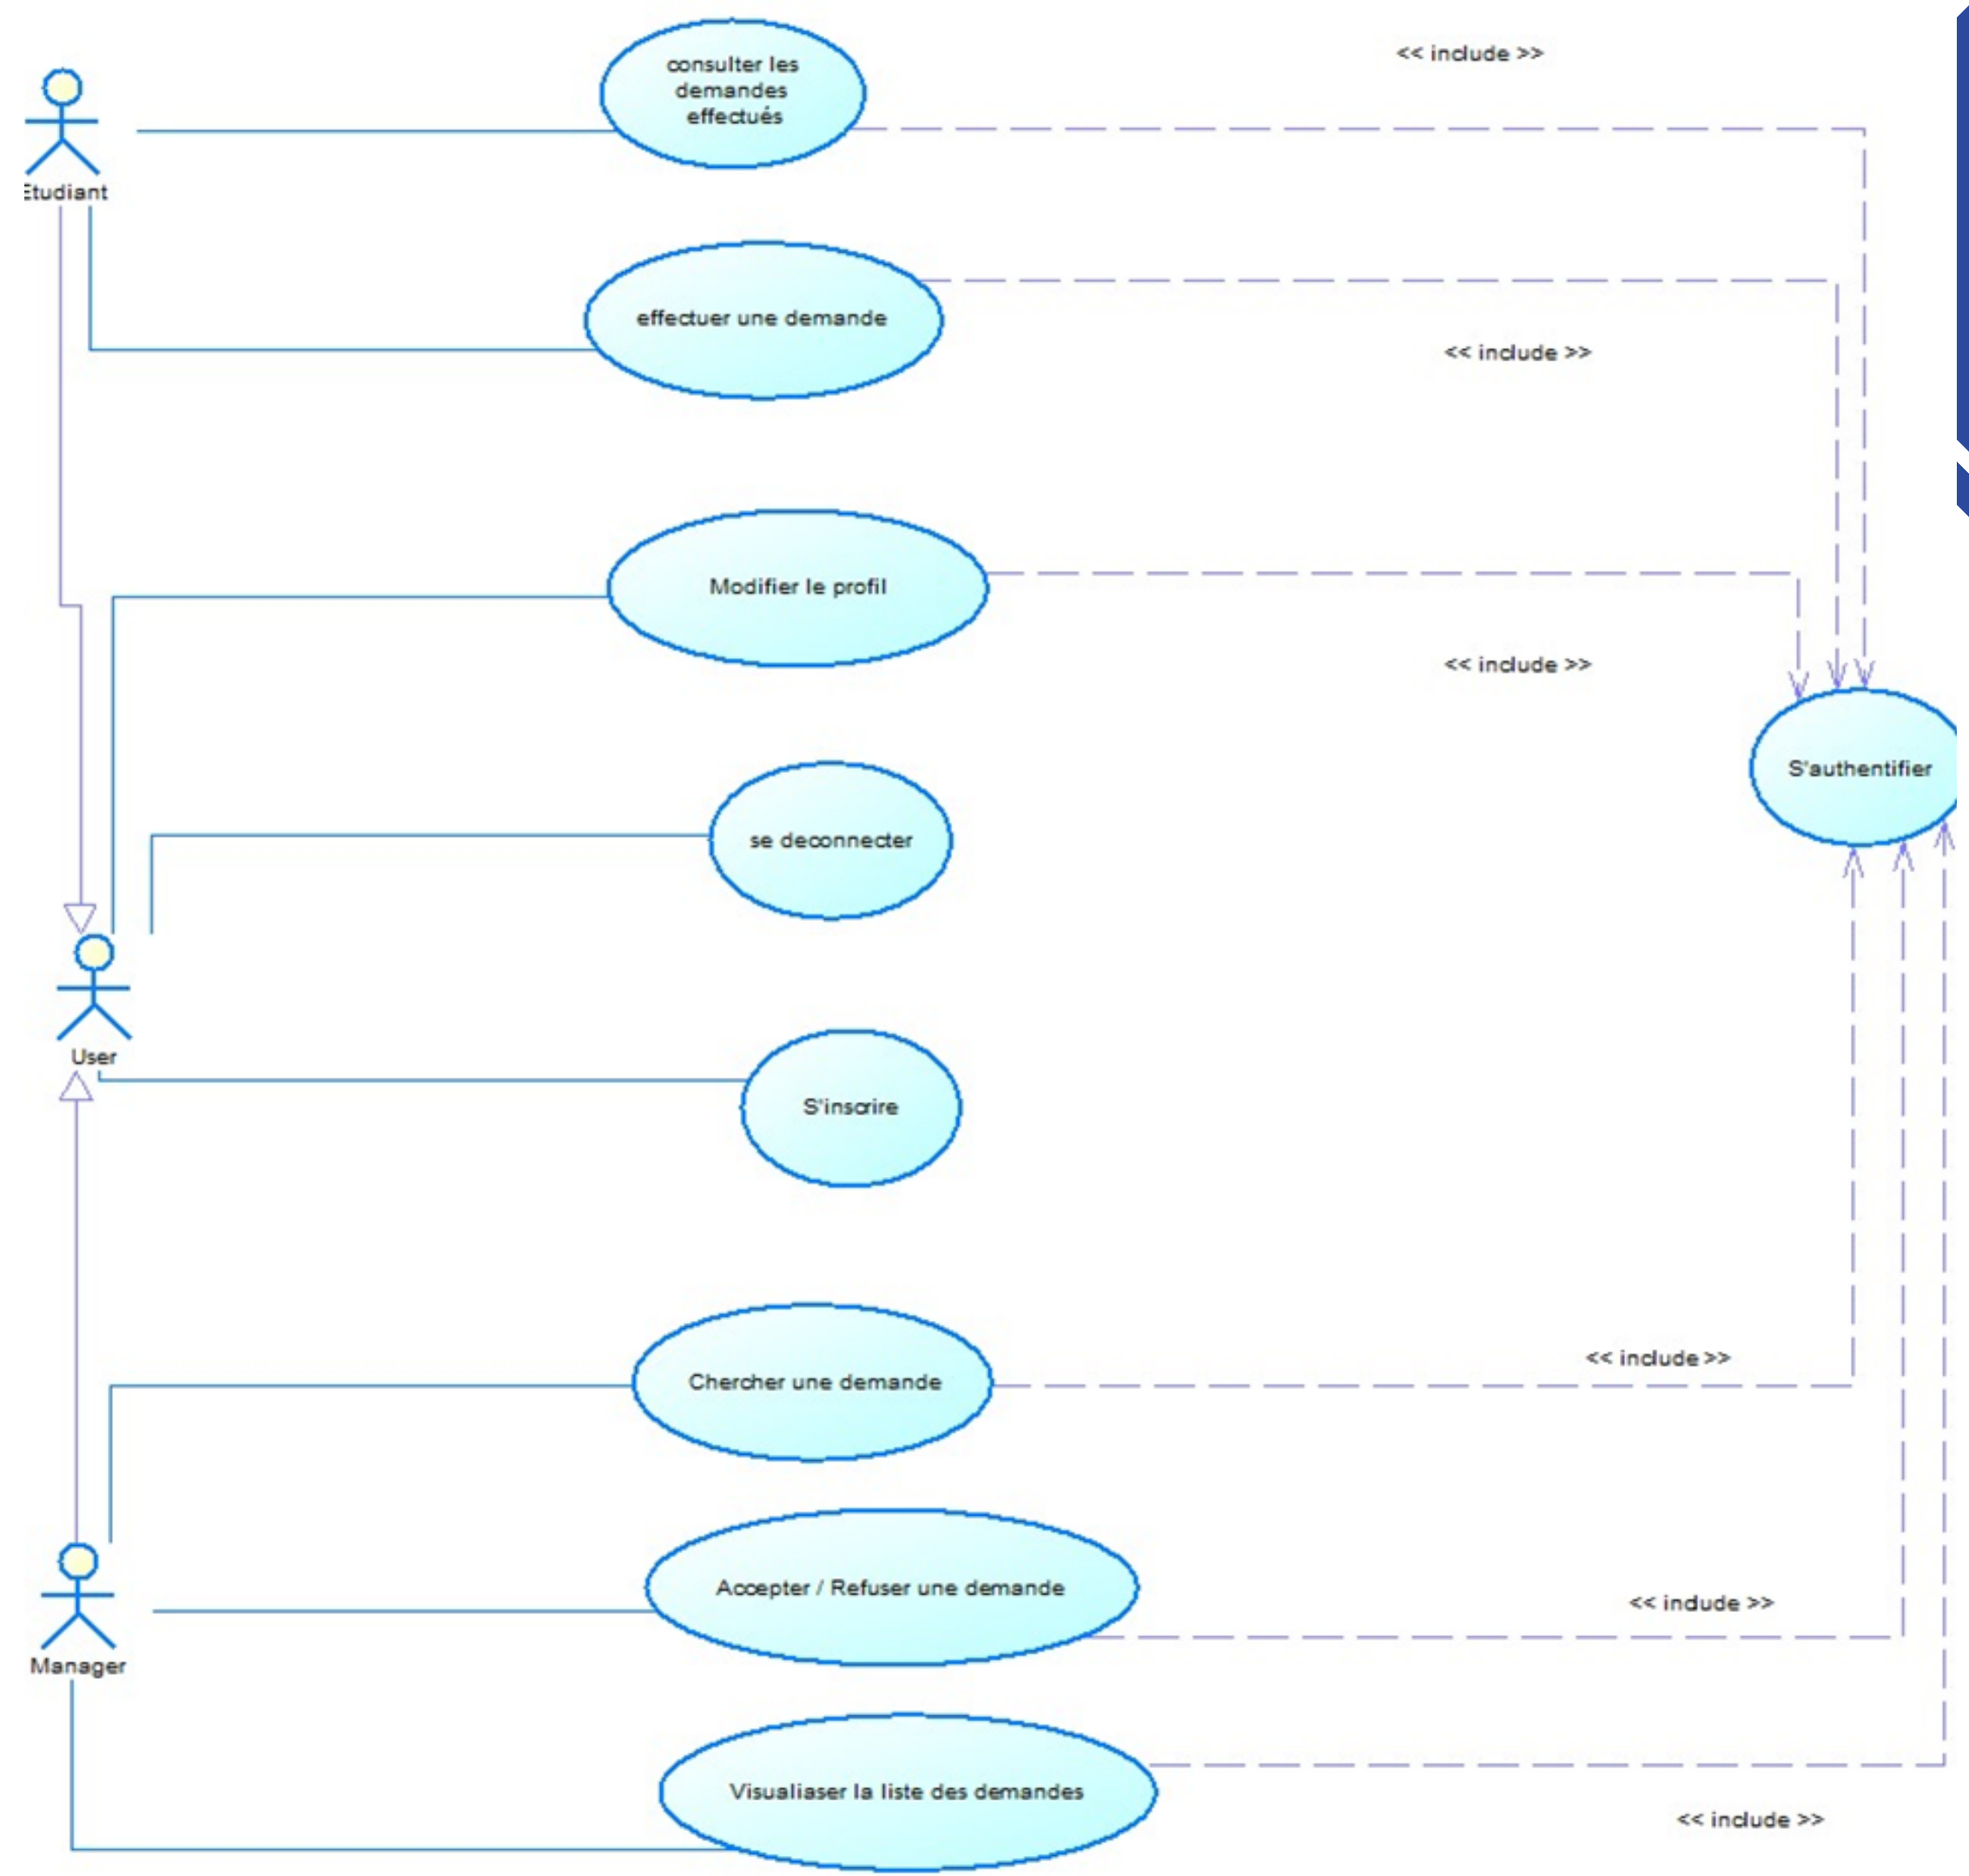 << include >>
consulter les
demandes
effectués
Etudiant
effectuer une demande
<< include >>
Modifier le profil
<< include >>
S'authentifier
se deconnecter
User
S'inscrire
<< include >>
Chercher une demande
Accepter / Refuser une demande
<< include >>
Manager
Visualiaser la liste des demandes
<< include >>